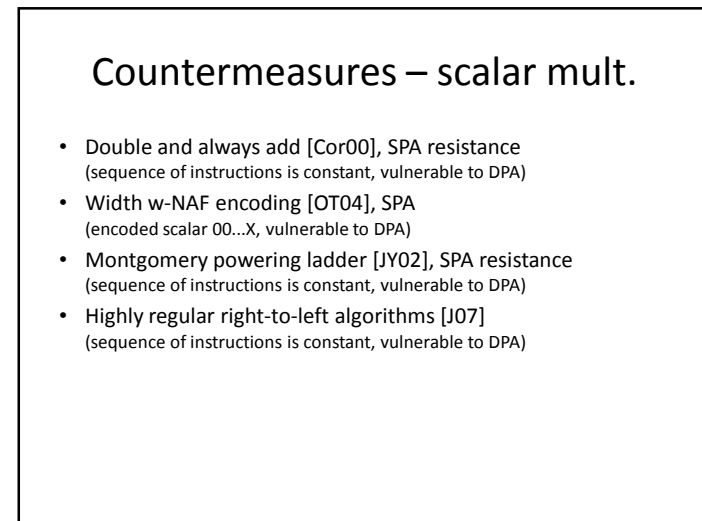 Countermeasures – scalar mult.
• Double and always add [Cor00], SPA resistance
(sequence of instructions is constant, vulnerable to DPA)
• Width w-NAF encoding [OT04], SPA
(encoded scalar 00...X, vulnerable to DPA)
• Montgomery powering ladder [JY02], SPA resistance
(sequence of instructions is constant, vulnerable to DPA)
• Highly regular right-to-left algorithms [J07]
(sequence of instructions is constant, vulnerable to DPA)